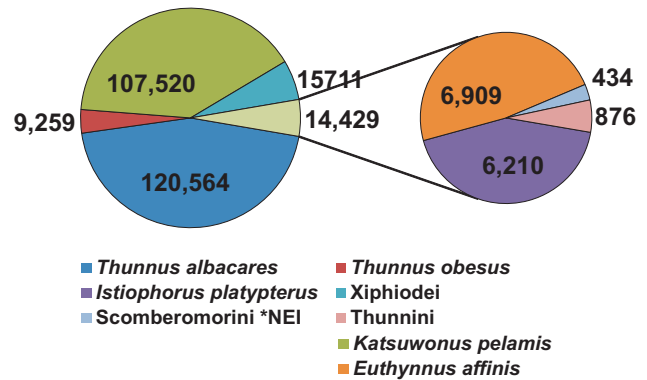 107,520
15711
434
6,909
9,259
14,429
876
120,564
6,210
Thunnus albacares
Thunnus obesus
Istiophorus platypterus
Xiphiodei
Scomberomorini *NEI
Thunnini
Katsuwonus pelamis
Euthynnus affinis